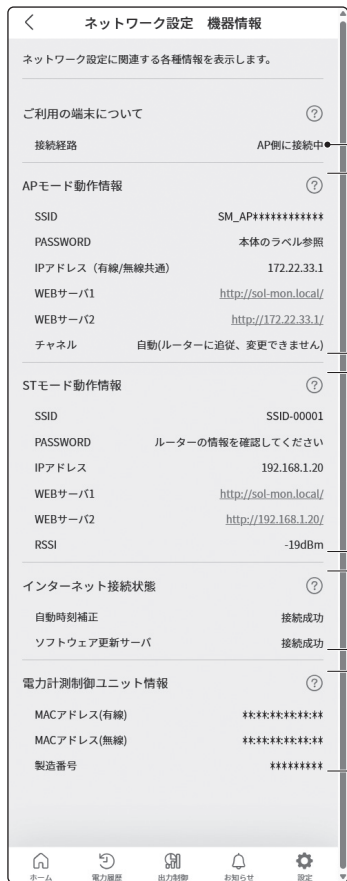 ネットワーク設定 機器情報
ネットワーク設定に関連する各種情報を表示します。
ご利用の端末について ?
接続経路 AP側に接続中
APモード動作情報 ?
SSID SM_AP************
PASSWORD 本体のラベル参照
IPアドレス（有線/無線共通） 172.22.33.1
WEBサーバ1 http://sol-mon.local/
WEBサーバ2 http://172.22.33.1/
チャネル 自動(ルーターに追従、変更できません)
STモード動作情報 ?
SSID SSID-00001
PASSWORD ルーターの情報を確認してください
IPアドレス 192.168.1.20
WEBサーバ1 http://sol-mon.local/
WEBサーバ2 http://192.168.1.20/
RSSI -19dBm
インターネット接続状態 ?
自動時刻補正 接続成功
ソフトウェア更新サーバ 接続成功
電力計測制御ユニット情報 ?
MACアドレス(有線) **:**:**:**:**:**
MACアドレス(無線) **:**:**:**:**:**
製造番号 *********
ホーム 電力履歴 出力制御 お知らせ 設定